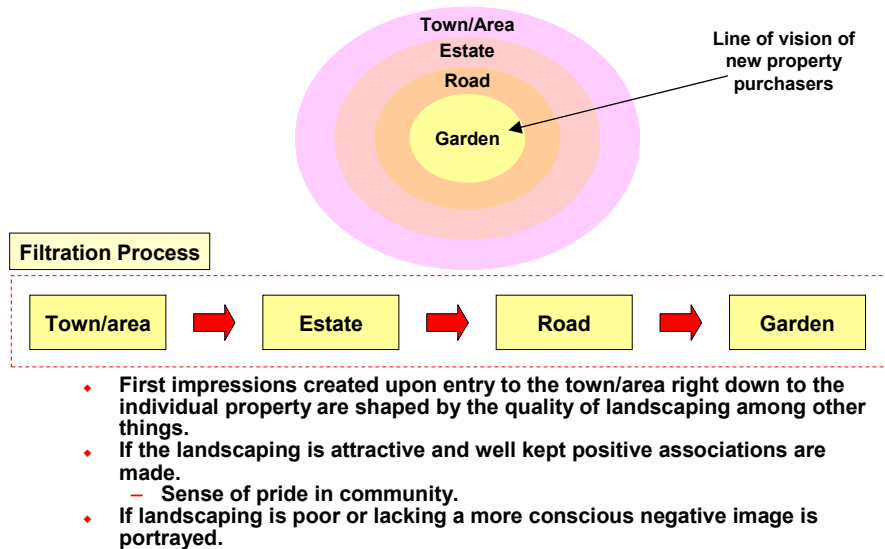 Town/Area
Estate
Road
Garden
Line of vision of
new property
purchasers
Filtration Process
Town/area
Estate
Road
Garden
First impressions created upon entry to the town/area right down to the
individual property are shaped by the quality of landscaping among other
things.
If the landscaping is attractive and well kept positive associations are
made.
– Sense of pride in community.
If landscaping is poor or lacking a more conscious negative image is
portrayed.